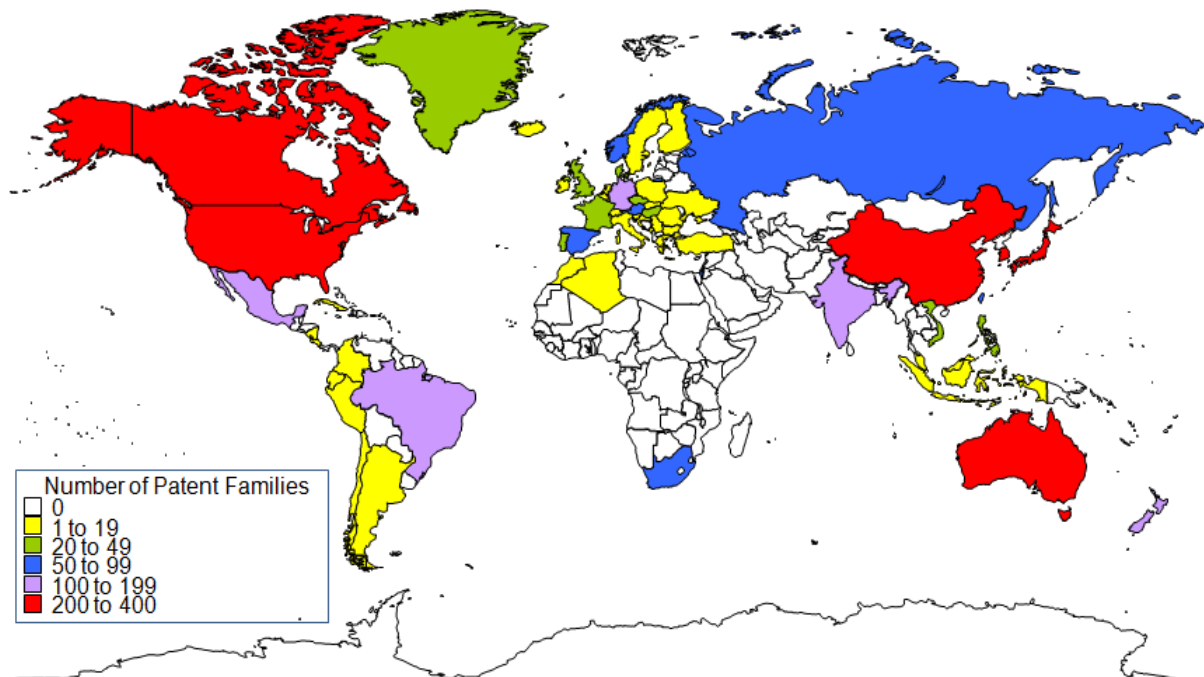 Number of Patent Families
0
1 to 19
20 to 49
50 to 99
100 to 199
200 to 400